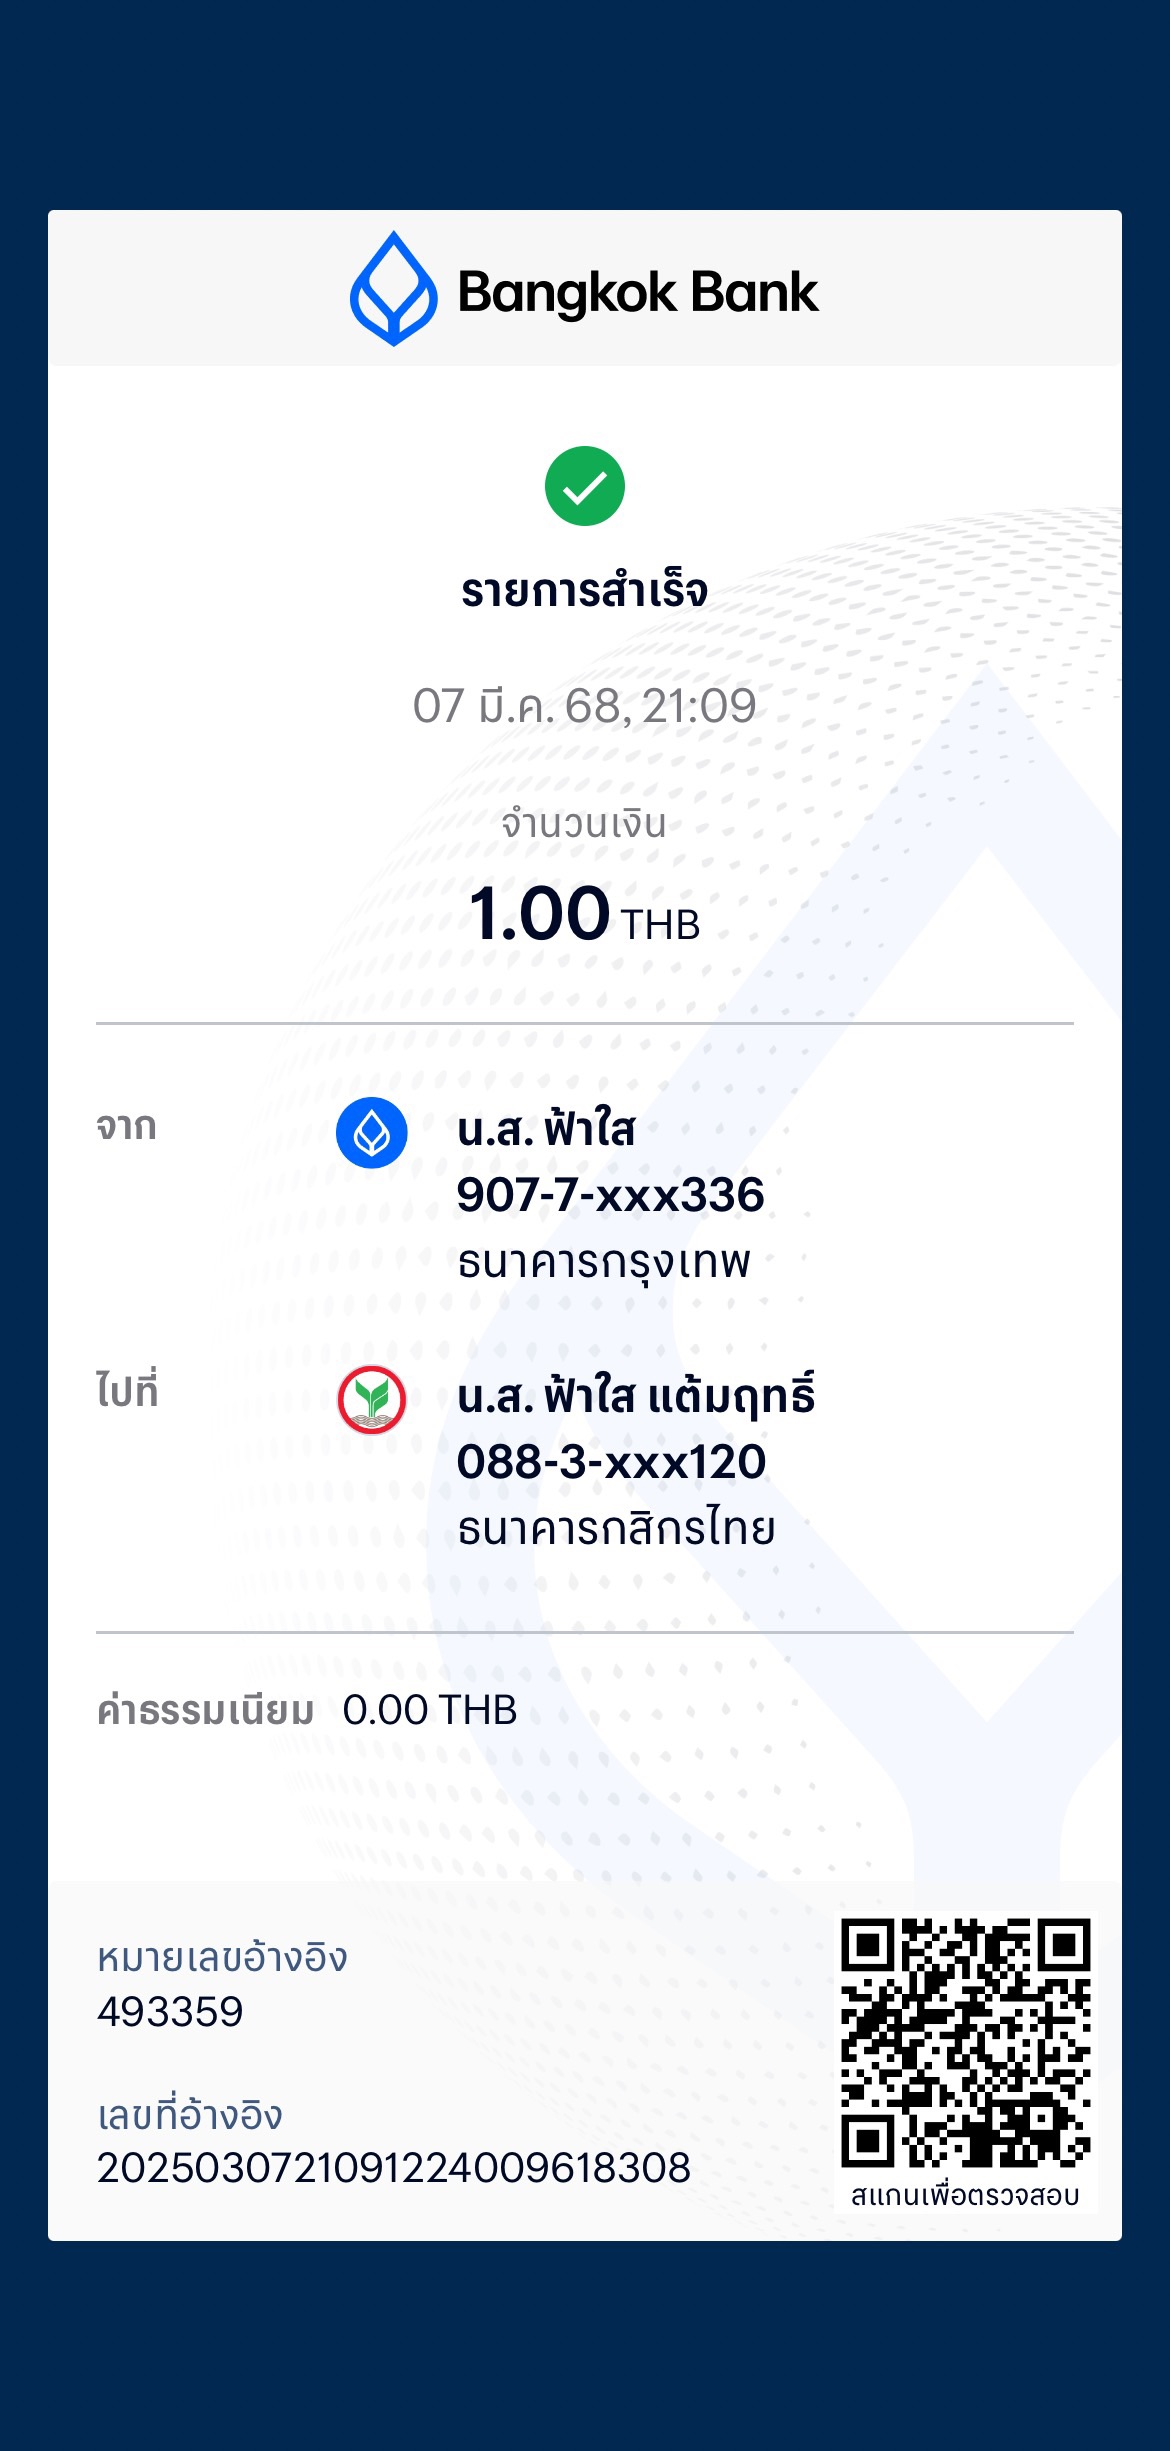 Bangkok Bank
รายการสำเร็จ
07 มี.ค. 68, 21:09
จำนวนเงิน
1.00 THB
จาก
น.ส. ฟ้าใส
907-7-xxx336
ธนาคารกรุงเทพ
ไปที่
น.ส. ฟ้าใส แต้มฤทธิ์
088-3-xxx120
ธนาคารกสิกรไทย
ค่าธรรมเนียม 0.00 THB
หมายเลขอ้างอิง
493359
เลขที่อ้างอิง
2025030721091224009618308
สแกนเพื่อตรวจสอบ